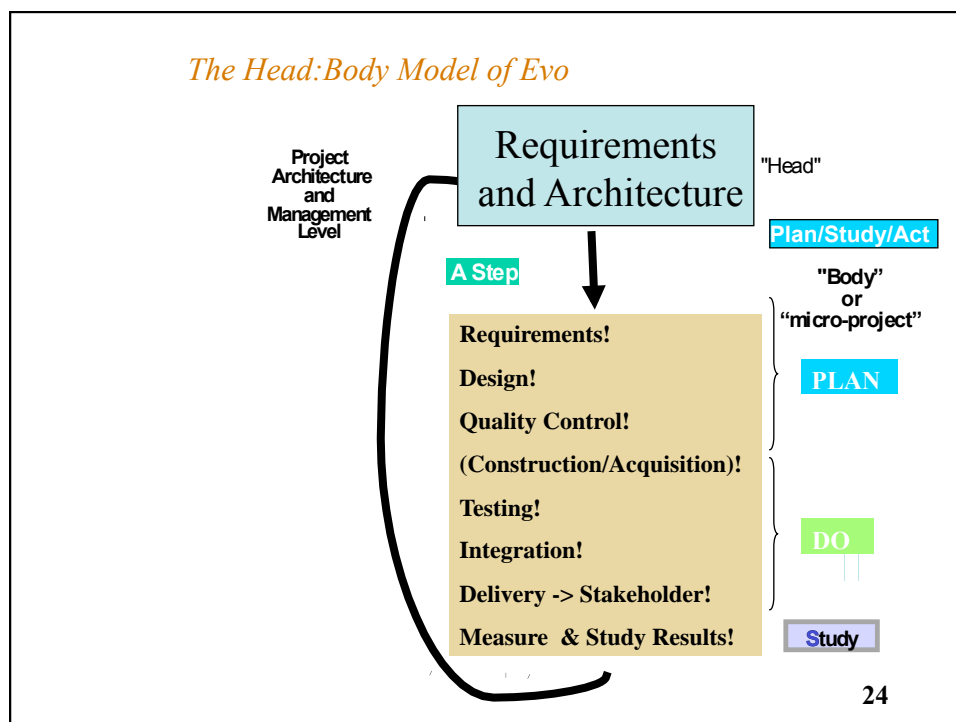 The Head:Body Model of Evo
Project
Architecture
and
Management
Level
Requirements
and Architecture
"Head"
Plan/Study/Act
A Step
"Body”
or
“micro-project”
Requirements!
Design!
Quality Control!
(Construction/Acquisition)!
Testing!
Integration!
Delivery -> Stakeholder!
Measure & Study Results!
PLAN
DO
Study
24